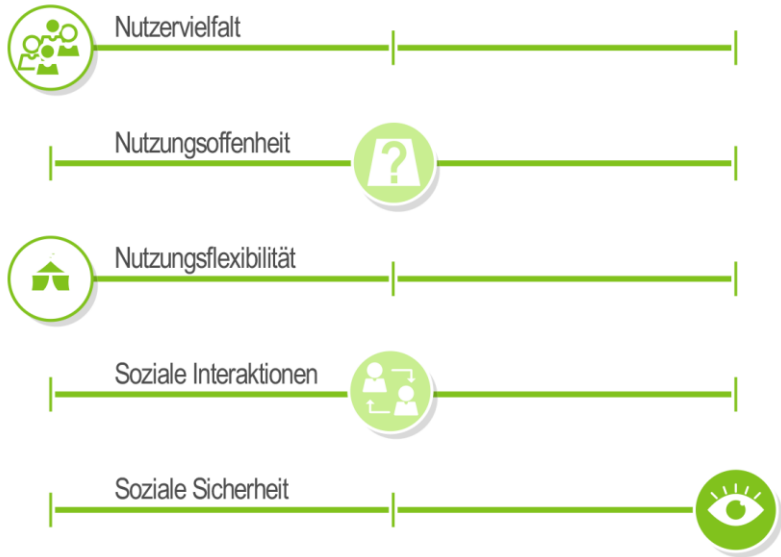 Nutzervielfalt
Nutzungsoffenheit
?
Nutzungsflexibilität
Soziale Interaktionen
Soziale Sicherheit